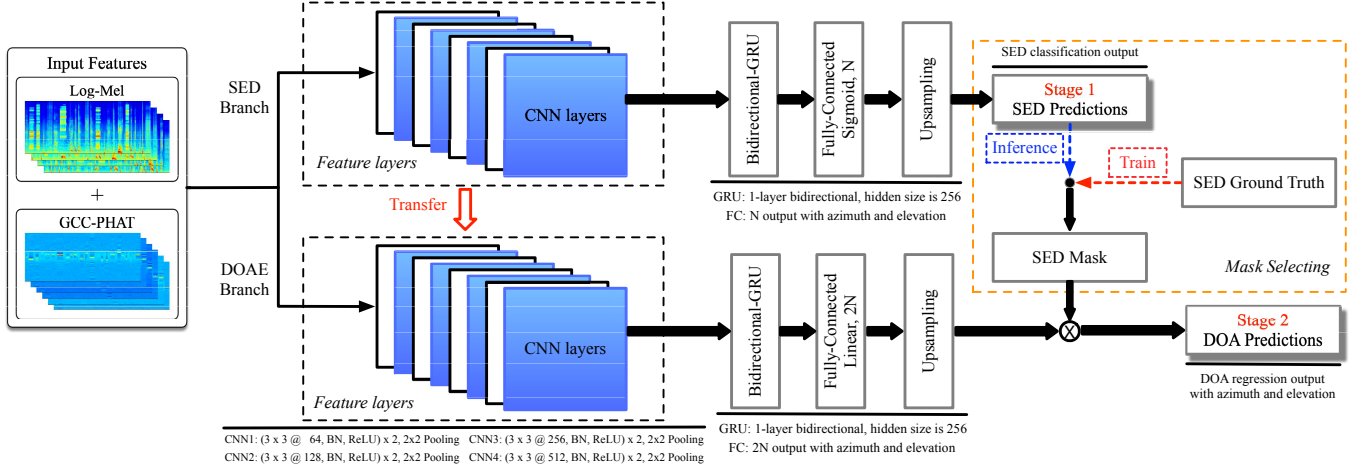 Input Features
Log-Mel
+
GCC-PHAT
SED
Branch
DOAE
Branch
CNN layers
Feature layers
Transfer
CNN layers
Feature layers
CNN1: (3 x 3 @ 64, BN, ReLU) x 2, 2x2 Pooling
CNN2: (3 x 3 @ 128, BN, ReLU) x 2, 2x2 Pooling
CNN3: (3 x 3 @ 256, BN, ReLU) x 2, 2x2 Pooling
CNN4: (3 x 3 @ 512, BN, ReLU) x 2, 2x2 Pooling
Bidirectional-GRU
Fully-Connected
Sigmoid, N
Upsampling
GRU: 1-layer bidirectional, hidden size is 256
FC: N output with azimuth and elevation
Bidirectional-GRU
Fully-Connected
Linear, 2N
Upsampling
GRU: 1-layer bidirectional, hidden size is 256
FC: 2N output with azimuth and elevation
SED classification output
Stage 1
SED Predictions
Inference
Train
SED Ground Truth
SED Mask
Mask Selecting
Stage 2
DOA Predictions
DOA regression output
with azimuth and elevation